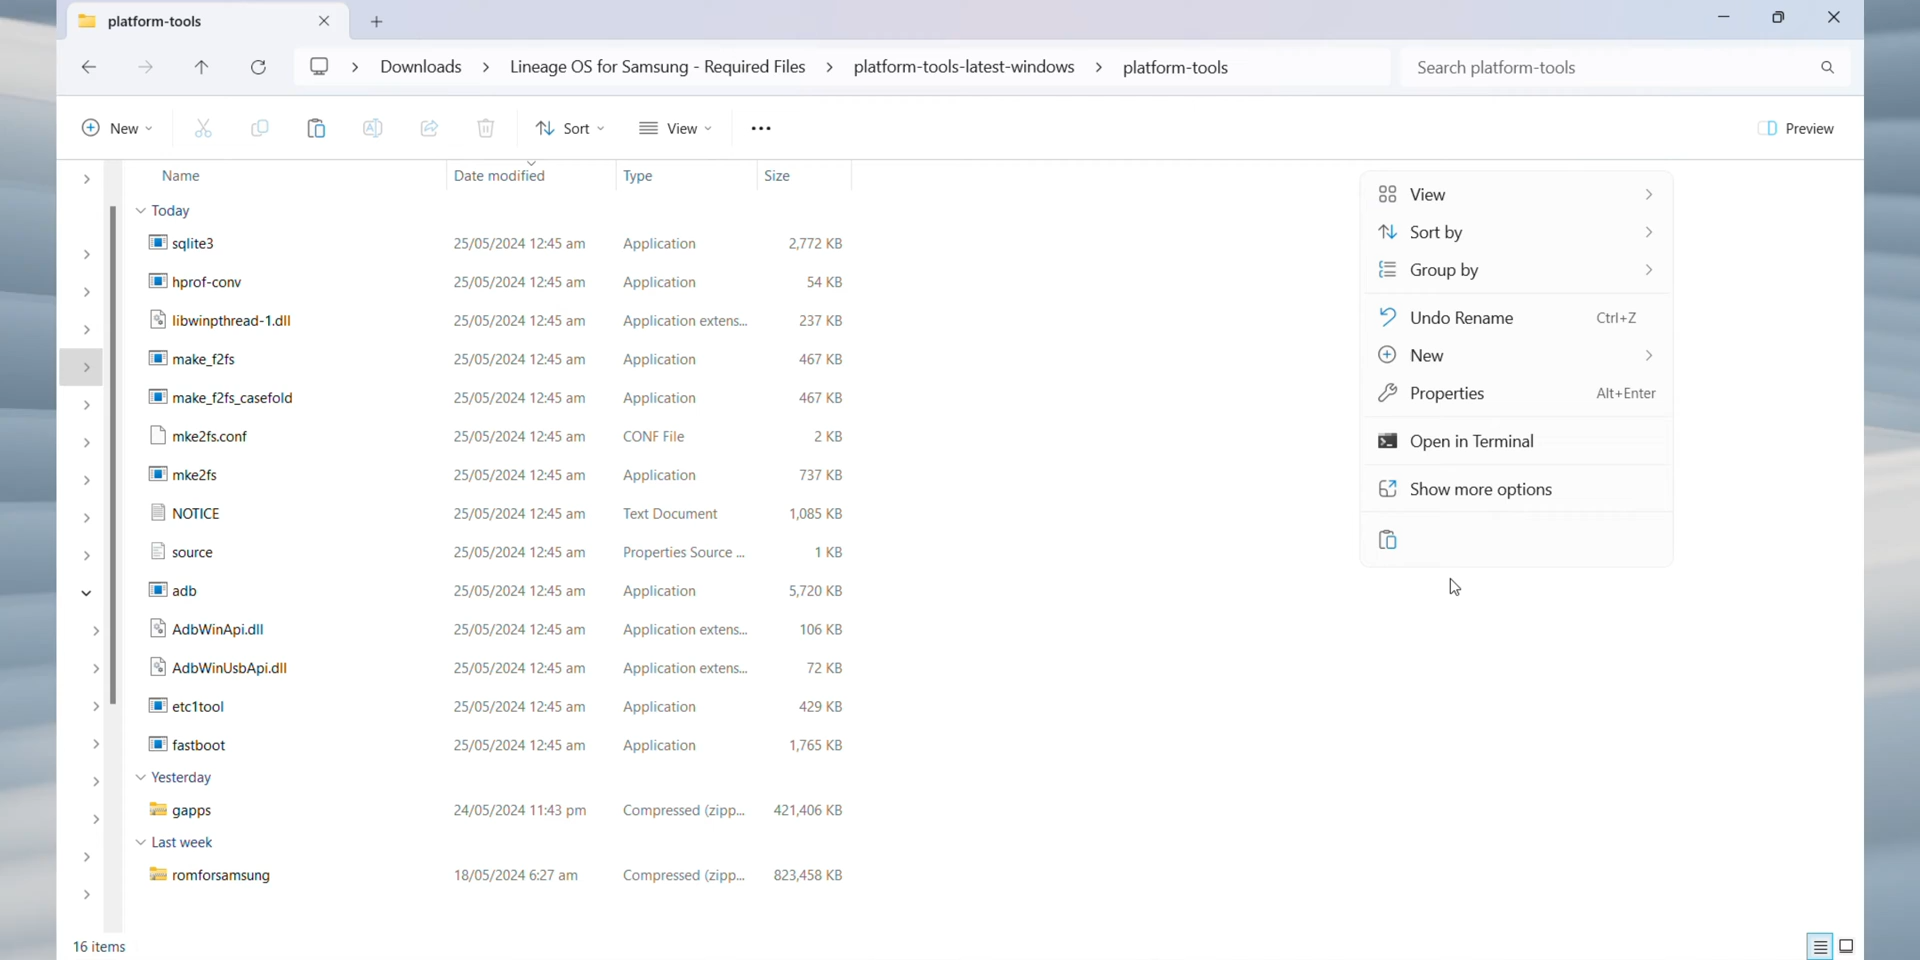 platform-tools
Downloads > Lineage OS for Samsung - Required Files > platform-tools-latest-windows > platform-tools
Search platform-tools
New
Sort
View
Preview
Name Date modified Type Size
Today
sqlite3 25/05/2024 12:45 am Application 2,772 KB
hprof-conv 25/05/2024 12:45 am Application 54 KB
libwinpthread-1.dll 25/05/2024 12:45 am Application extens... 237 KB
make_f2fs 25/05/2024 12:45 am Application 467 KB
make_f2fs_casefold 25/05/2024 12:45 am Application 467 KB
mke2fs.conf 25/05/2024 12:45 am CONF File 2 KB
mke2fs 25/05/2024 12:45 am Application 737 KB
NOTICE 25/05/2024 12:45 am Text Document 1,085 KB
source 25/05/2024 12:45 am Properties Source ... 1 KB
adb 25/05/2024 12:45 am Application 5,720 KB
AdbWinApi.dll 25/05/2024 12:45 am Application extens... 106 KB
AdbWinUsbApi.dll 25/05/2024 12:45 am Application extens... 72 KB
etc1tool 25/05/2024 12:45 am Application 429 KB
fastboot 25/05/2024 12:45 am Application 1,765 KB
Yesterday
gapps 24/05/2024 11:43 pm Compressed (zipp... 421,406 KB
Last week
romforsamsung 18/05/2024 6:27 am Compressed (zipp... 823,458 KB
View
Sort by
Group by
Undo Rename Ctrl+Z
New
Properties Alt+Enter
Open in Terminal
Show more options
16 items